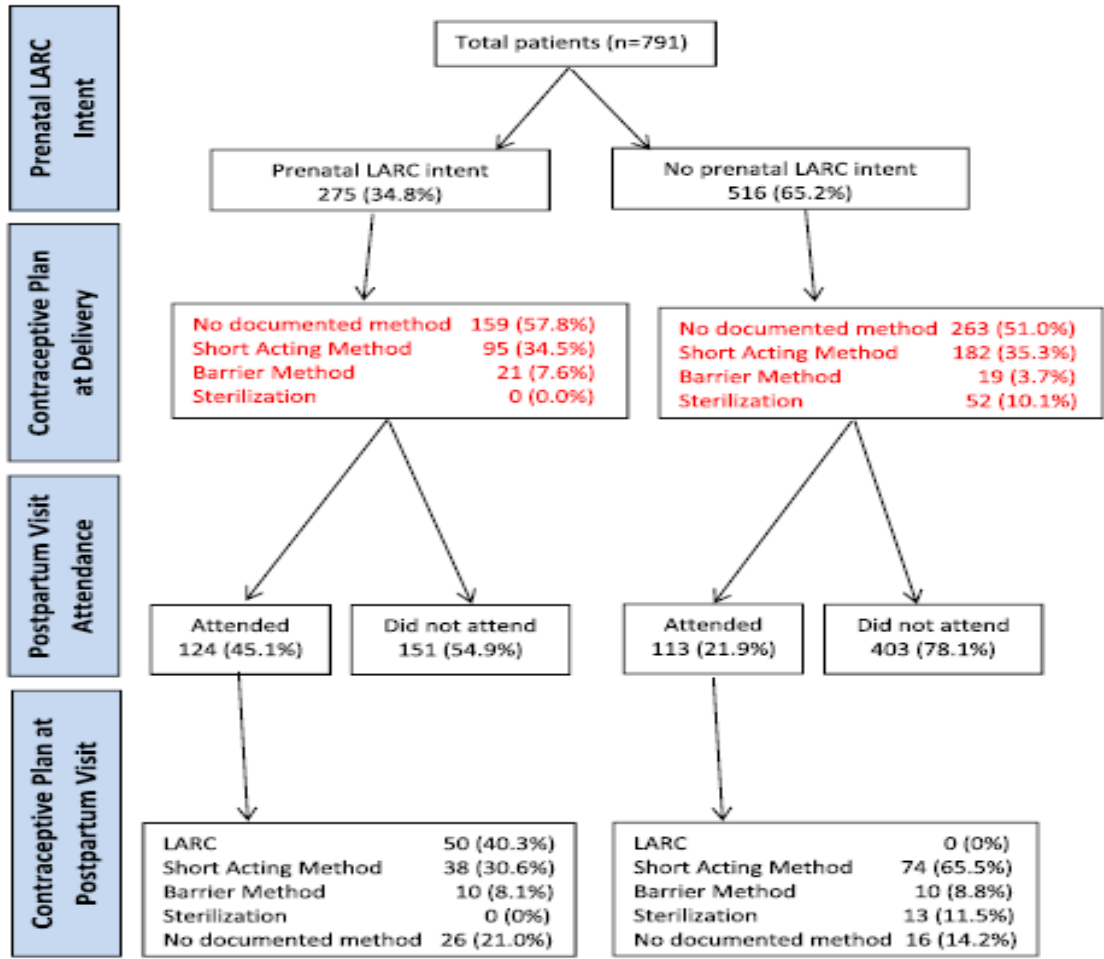 Prenatal LARC
Intent
Total patients (n=791)
Prenatal LARC intent
275 (34.8%)
No prenatal LARC intent
516 (65.2%)
Contraceptive Plan
at Delivery
No documented method 159 (57.8%)
Short Acting Method 95 (34.5%)
Barrier Method 21 (7.6%)
Sterilization 0 (0.0%)
No documented method 263 (51.0%)
Short Acting Method 182 (35.3%)
Barrier Method 19 (3.7%)
Sterilization 52 (10.1%)
Postpartum Visit
Attendance
Attended
124 (45.1%)
Did not attend
151 (54.9%)
Attended
113 (21.9%)
Did not attend
403 (78.1%)
Contraceptive Plan at
Postpartum Visit
LARC 50 (40.3%)
Short Acting Method 38 (30.6%)
Barrier Method 10 (8.1%)
Sterilization 0 (0%)
No documented method 26 (21.0%)
LARC 0 (0%)
Short Acting Method 74 (65.5%)
Barrier Method 10 (8.8%)
Sterilization 13 (11.5%)
No documented method 16 (14.2%)